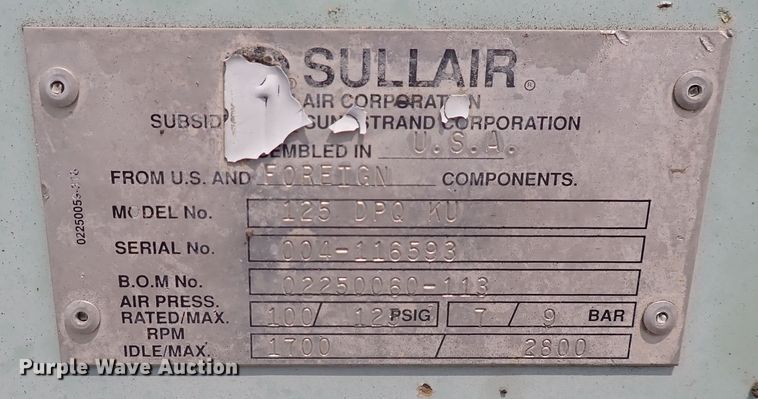 SULLAIR®
AIR CORPORATION
SUBSID SUNDSTRAND CORPORATION
EMBLED IN U.S.A.
FROM U.S. AND FOREIGN COMPONENTS.
MODEL No. 125 DPQ KU
SERIAL No. 004-116593
B.O.M No. 02250060-113
AIR PRESS.
RATED/MAX. 100/ 125 PSIG 7 / 9 BAR
RPM
IDLE/MAX. 1700 / 2800
Purple Wave Auction